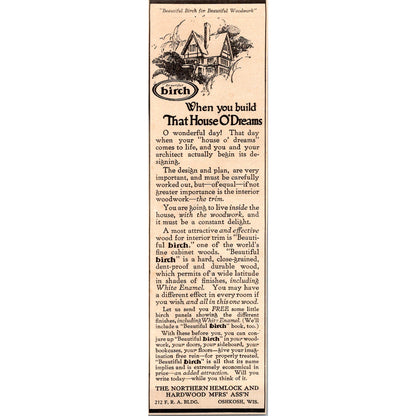 "Beautiful Birch for Beautiful Woodwork"
beautiful
birch
When you build
That House O'Dreams
O wonderful day! That day
when your "house o' dreams"
comes to life, and you and your
architect actually begin its de-
signing.
The design and plan, are very
important, and must be carefully
worked out, but—of equal—if not
greater importance is the interior
woodwork—the trim.
You are going to live inside the
house, with the woodwork, and
it must be a constant delight.
A most attractive and effective
wood for interior trim is "Beauti-
ful birch," one of the world's
fine cabinet woods. "Beautiful
birch" is a hard, close-grained,
dent-proof and durable wood,
which permits of a wide latitude
in shades of finishes, including
White Enamel. You may have
a different effect in every room if
you wish and all in this one wood.
Let us send you FREE some little
birch panels showing the different
finishes, including White Enamel. (We'll
include a "Beautiful birch" book, too.)
With these before you, you can con-
jure up "Beautiful birch" in your wood-
work, your doors, your sideboard, your
bookcases, your floors—give your imag-
ination free rein—for properly treated,
"Beautiful birch" is all that its name
implies and is extremely economical in
price—an added attraction. Will you
write today—while you think of it.
THE NORTHERN HEMLOCK AND
HARDWOOD MFRS' ASS'N
212 F. R. A. BLDG. OSHKOSH, WIS.